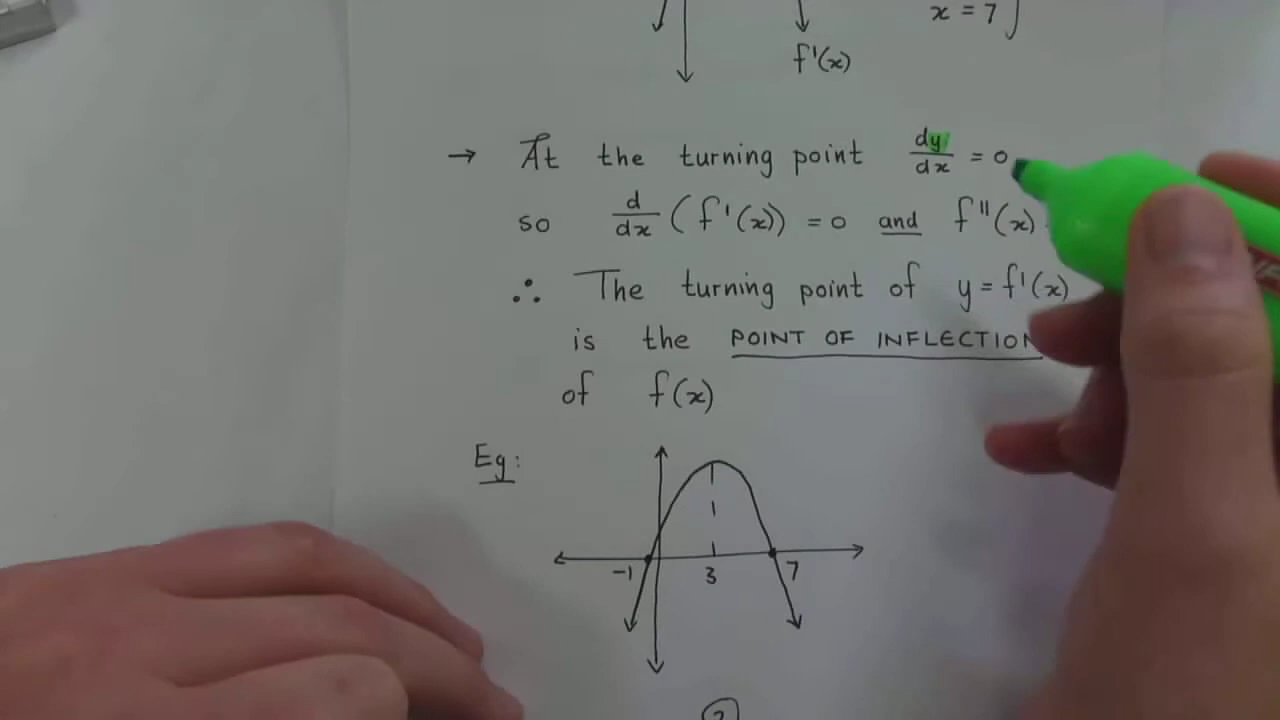 x = 7 }
f'(x)
→ At the turning point dy/dx = 0
so d/dx (f'(x)) = 0 and f''(x)
∴ The turning point of y = f'(x)
is the POINT OF INFLECTION
of f(x)
Eg:
-1 3 7